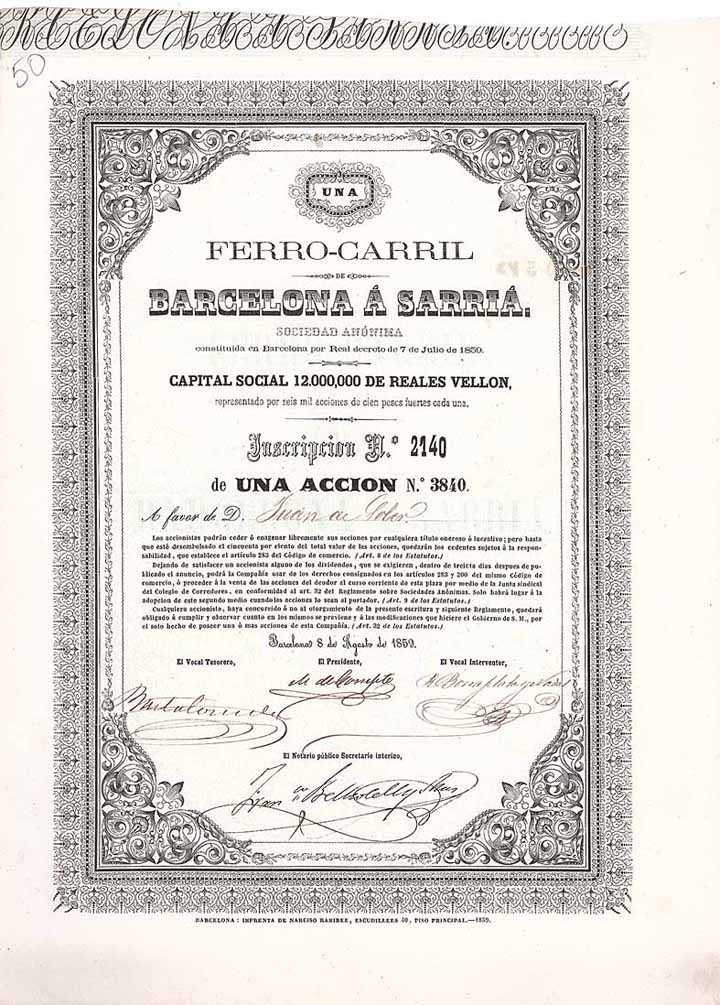 50
UNA
FERRO-CARRIL
DE
BARCELONA Á SARRIÁ.
SOCIEDAD ANÓNIMA
constituida en Barcelona por Real decreto de 7 de Julio de 1859.
CAPITAL SOCIAL 12.000,000 DE REALES VELLON,
representado por seis mil acciones de cien pesos fuertes cada una.
Inscripcion N.º 2140
de UNA ACCION N.º 3840.
A favor de D. Juan de
Los accionistas podrán ceder ó enagenar libremente sus acciones por cualquiera título oneroso ó lucrativo; pero hasta
que esté desembolsado el cincuenta por ciento del total valor de las acciones, quedarán los cedentes sujetos á la respon-
sabilidad, que establece el artículo 283 del Código de comercio. (Art. 8 de los Estatutos.)
Dejando de satisfacer un accionista alguno de los dividendos, que se exigieren, dentro de treinta dias despues de pu-
blicado el anuncio, podrá la Compañía usar de los derechos consignados en los artículos 283 y 200 del mismo Código de
comercio, ó proceder á la venta de las acciones del deudor al curso corriente de esta plaza por medio de la Junta sindical
del Colegio de Corredores, en conformidad al art. 32 del Reglamento sobre Sociedades Anónimas. Solo habrá lugar á la
adopcion de este segundo medio cuando las acciones lo sean al portador. (Art. 9 de los Estatutos.)
Cualquiera accionista, haya concurrido ó no al otorgamiento de la presente escritura y siguiente Reglamento, quedará
obligado á cumplir y observar cuanto en los mismos se previene y á las modificaciones que hiciere el Gobierno de S. M., por
el solo hecho de poseer una ó mas acciones de esta Compañía. (Art. 32 de los Estatutos.)
Barcelona 8 de Agosto de 1859.
El Vocal Tesorero, El Presidente, El Vocal Interventor,
M. de Compte
El Notario público Secretario interino,
BARCELONA: IMPRENTA DE NARCISO RAMIREZ, ESCUDILLERS 40, PISO PRINCIPAL.—1859.